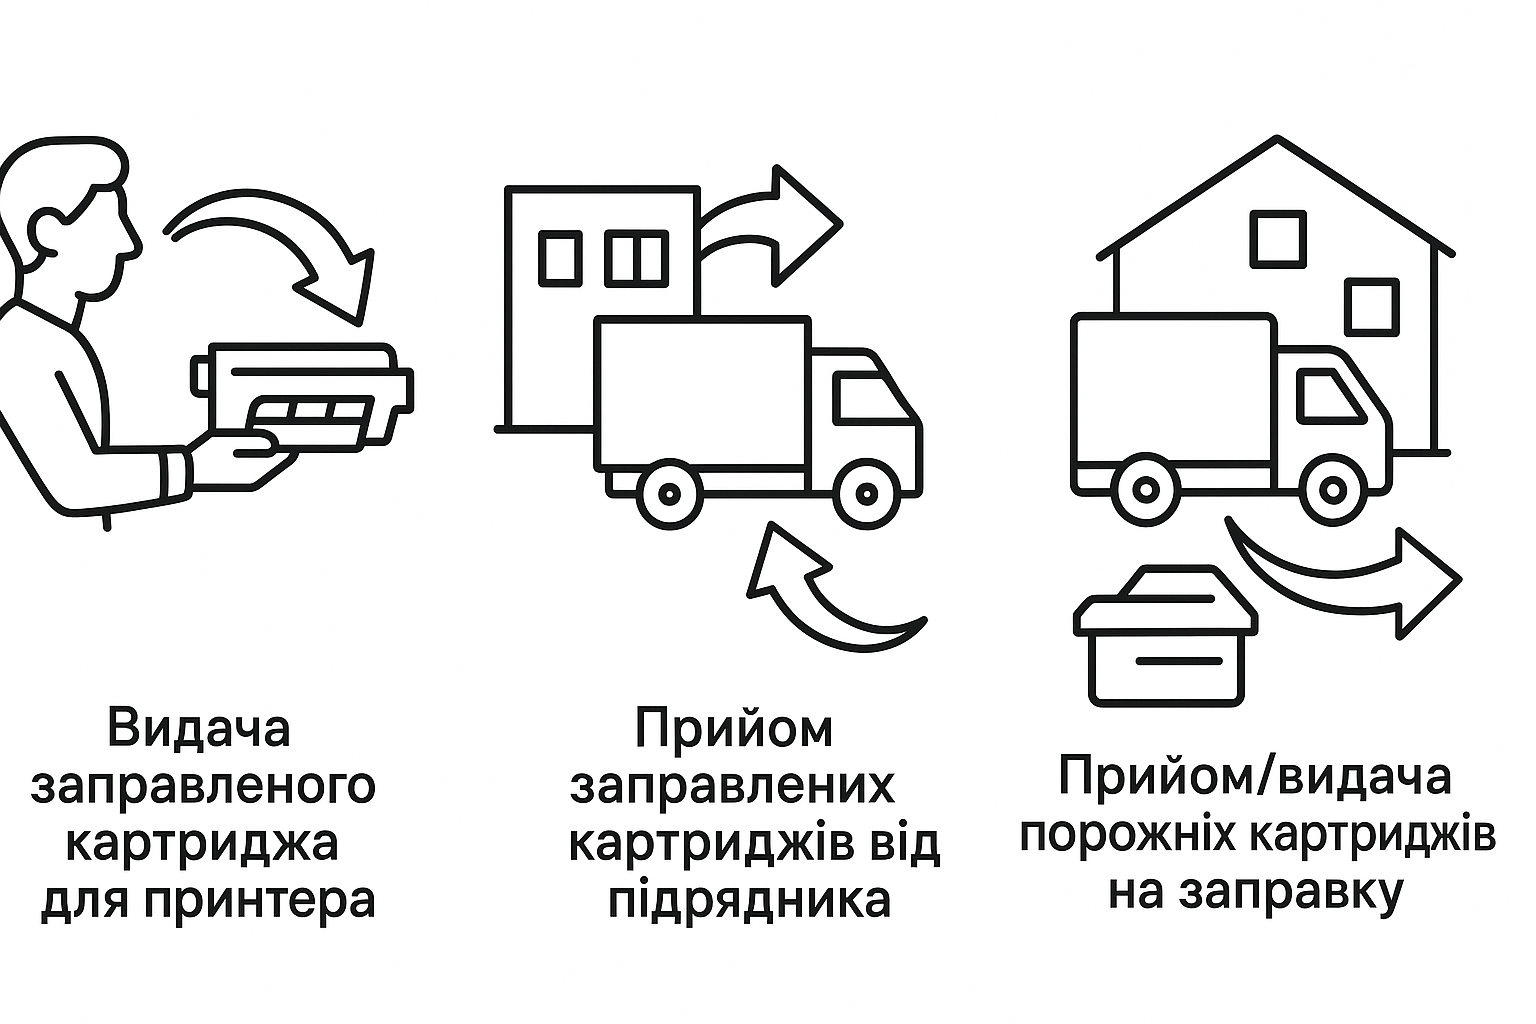 Видача
заправленого
картриджа
для принтера
Прийом
заправлених
картриджів від
підрядника
Прийом/видача
порожніх картриджів
на заправку